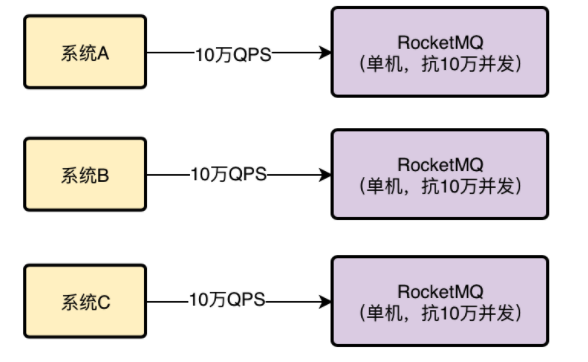 系统A
10万QPS
RocketMQ
（单机，抗10万并发）
系统B
10万QPS
RocketMQ
（单机，抗10万并发）
系统C
10万QPS
RocketMQ
（单机，抗10万并发）